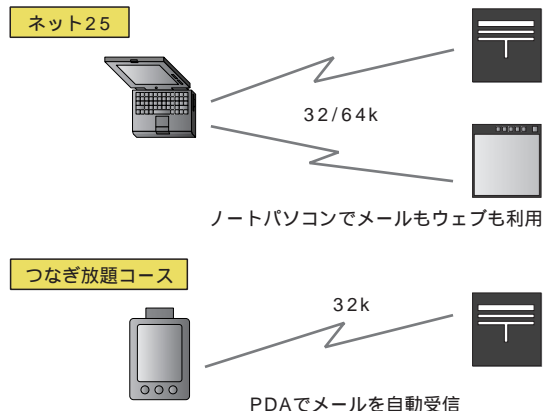 ネット25
32/64k
ノートパソコンでメールもウェブも利用
つなぎ放題コース
32k
PDAでメールを自動受信